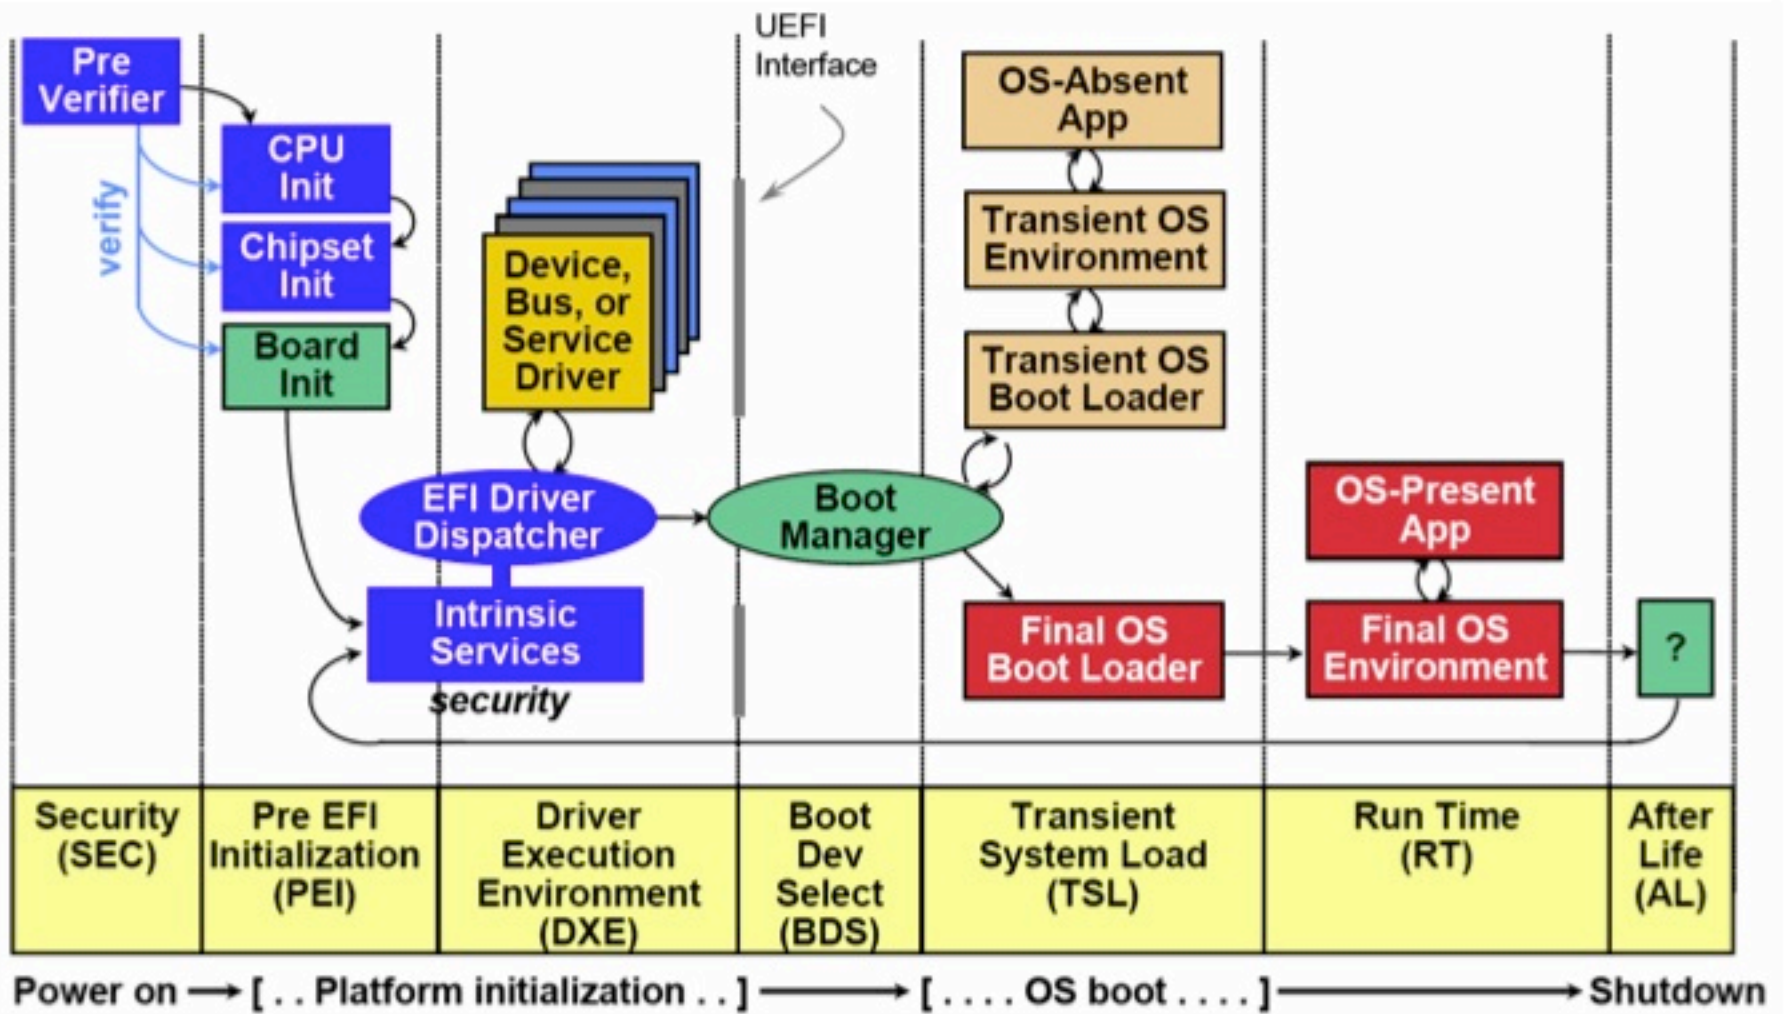 UEFI
Interface
Pre
Verifier
verify
CPU
Init
Chipset
Init
Board
Init
Device,
Bus, or
Service
Driver
EFI Driver
Dispatcher
Intrinsic
Services
security
Boot
Manager
OS-Absent
App
Transient OS
Environment
Transient OS
Boot Loader
Final OS
Boot Loader
OS-Present
App
Final OS
Environment
?
Security
(SEC)
Pre EFI
Initialization
(PEI)
Driver
Execution
Environment
(DXE)
Boot
Dev
Select
(BDS)
Transient
System Load
(TSL)
Run Time
(RT)
After
Life
(AL)
Power on [ . . Platform initialization . . ] [ . . . . OS boot . . . . ] Shutdown